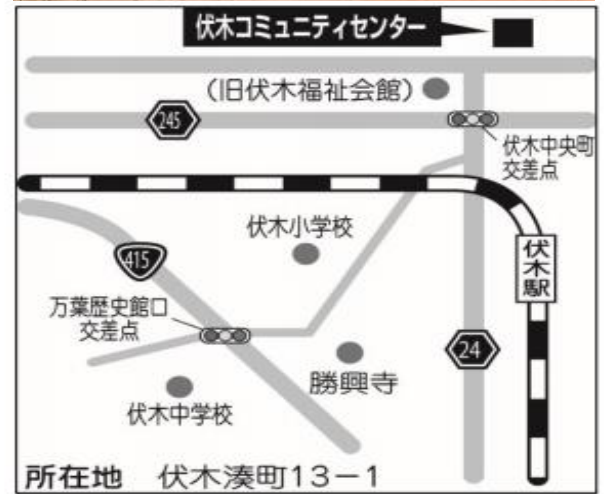 伏木コミュニティセンター
(旧伏木福祉会館)
245
伏木中央町
交差点
伏木小学校
415
伏木駅
万葉歴史館口
交差点
24
勝興寺
伏木中学校
所在地 伏木湊町13−1